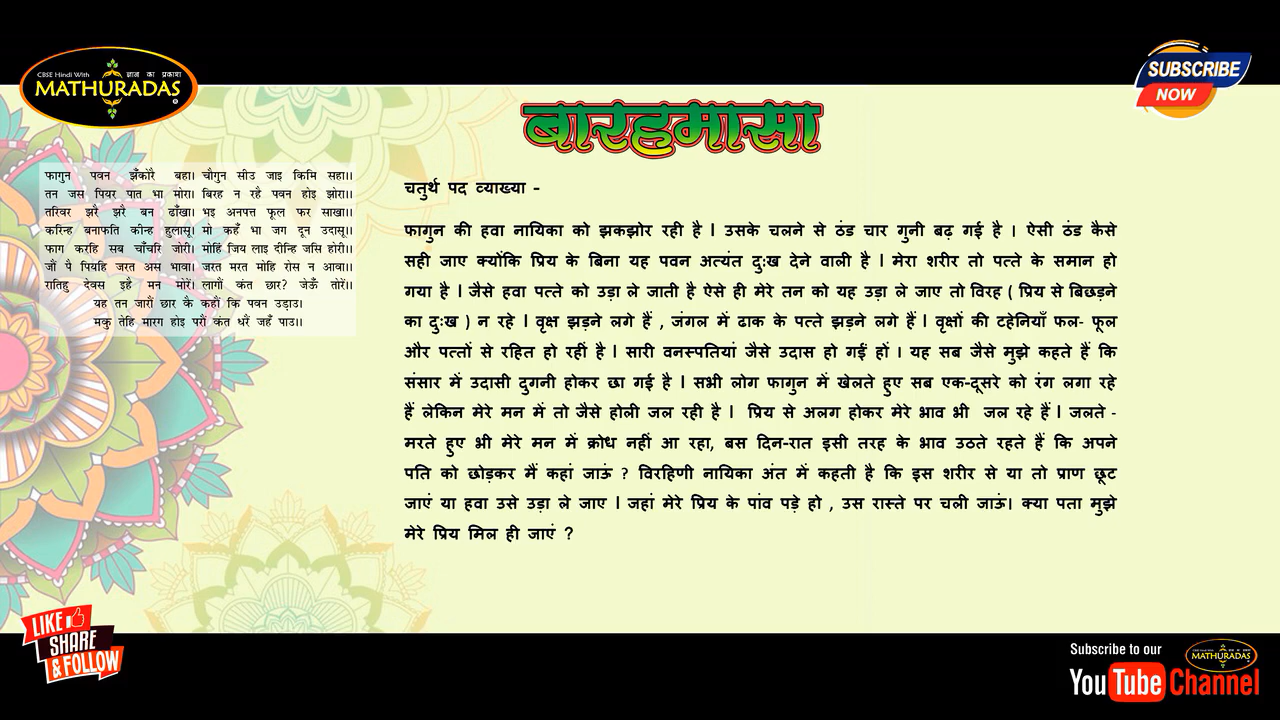 CBSE Hindi With ज्ञान का प्रकाश
MATHURADAS
SUBSCRIBE
NOW
बारहमासा
फागुन पवन झँकोरै बहा। चौगुन सीउ जाइ किमि सहा।।
तन जस पियर पात भा मोरा। बिरह न रहै पवन होइ झोरा।।
तरिवर झरै झरै बन ढाँखा। भइ अनपत्त फूल फर साखा।।
करिन्ह बनाफति कीन्ह हुलासू। मो कहँ भा जग दून उदासू।।
फाग करहि सब चाँचरि जोरी। मोहिं जिय लाइ दीन्हि जसि होरी।।
जौं पै पियहि जरत अस भावा। जरत मरत मोहि रोस न आवा।।
रातिहु देवस इहै मन मोरें। लागौं कंत छार? जेऊँ तोरें।।
यह तन जारौं छार कै कहौं कि पवन उड़ाउ।
मकु तेहि मारग होइ परौं कंत धरैं जहँ पाउ।।
चतुर्थ पद व्याख्या -
फागुन की हवा नायिका को झकझोर रही है l उसके चलने से ठंड चार गुनी बढ़ गई है । ऐसी ठंड कैसे
सही जाए क्योंकि प्रिय के बिना यह पवन अत्यंत दुःख देने वाली है l मेरा शरीर तो पत्ते के समान हो
गया है l जैसे हवा पत्ते को उड़ा ले जाती है ऐसे ही मेरे तन को यह उड़ा ले जाए तो विरह ( प्रिय से बिछड़ने
का दुःख ) न रहे l वृक्ष झड़ने लगे हैं , जंगल में ढाक के पत्ते झड़ने लगे हैं l वृक्षों की टहेनियाँ फल- फूल
और पत्तों से रहित हो रहीं है l सारी वनस्पतियां जैसे उदास हो गईं हों । यह सब जैसे मुझे कहते हैं कि
संसार में उदासी दुगनी होकर छा गई है l सभी लोग फागुन में खेलते हुए सब एक-दूसरे को रंग लगा रहे
हैं लेकिन मेरे मन में तो जैसे होली जल रही है l प्रिय से अलग होकर मेरे भाव भी जल रहे हैं l जलते -
मरते हुए भी मेरे मन में क्रोध नहीं आ रहा, बस दिन-रात इसी तरह के भाव उठते रहते हैं कि अपने
पति को छोड़कर मैं कहां जाऊं ? विरहिणी नायिका अंत में कहती है कि इस शरीर से या तो प्राण छूट
जाएं या हवा उसे उड़ा ले जाए l जहां मेरे प्रिय के पांव पड़े हो , उस रास्ते पर चली जाऊं। क्या पता मुझे
मेरे प्रिय मिल ही जाएं ?
LIKE
SHARE
& FOLLOW
Subscribe to our MATHURADAS
YouTube Channel